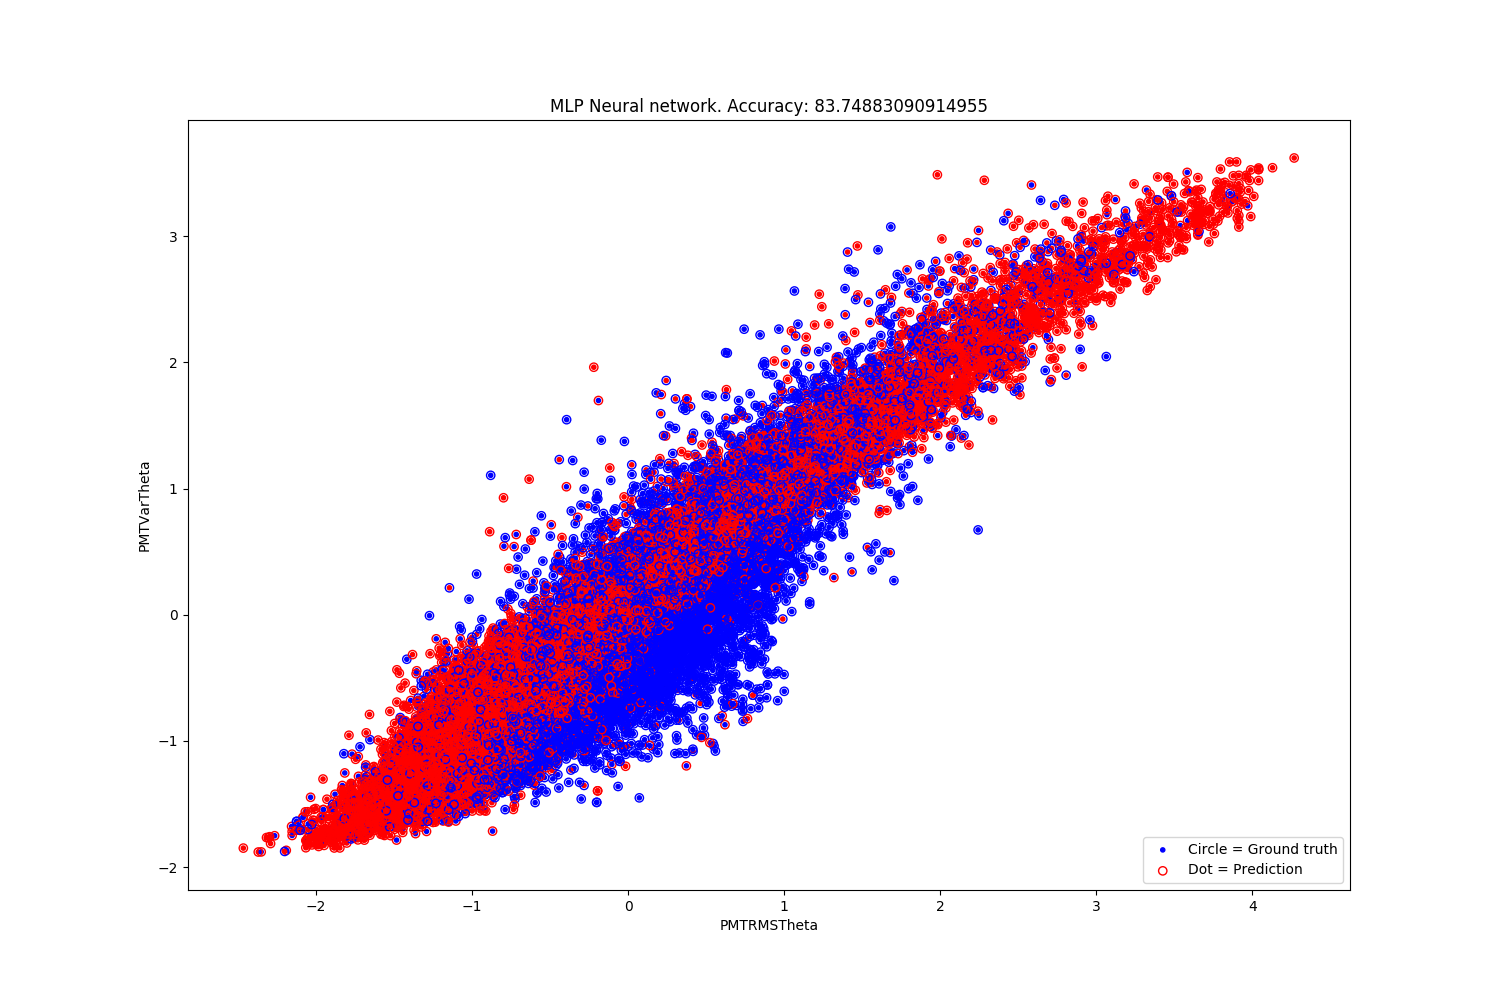 MLP Neural network. Accuracy: 83.74883090914955
PMTVarTheta
3
2
1
0
−1
−2
−2
−1
0
1
2
3
4
PMTRMSTheta
Circle = Ground truth
Dot = Prediction